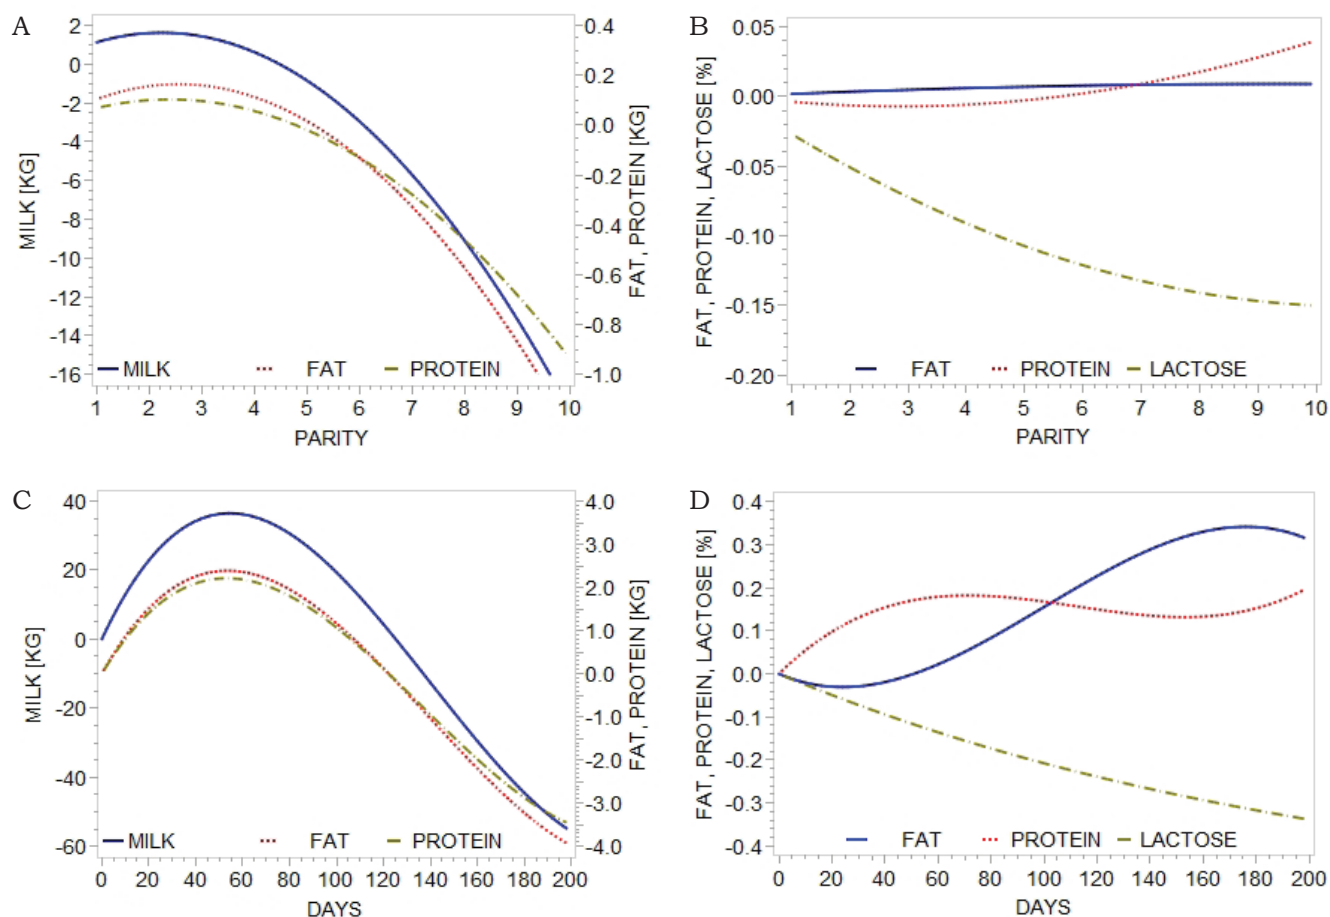 A
2
0
-2
-4
-6
-8
-10
-12
-14
-16
MILK [KG]
0.4
0.2
0.0
-0.2
-0.4
-0.6
-0.8
-1.0
FAT, PROTEIN [KG]
MILK FAT PROTEIN
1 2 3 4 5 6 7 8 9 10
PARITY
B
0.05
0.00
-0.05
-0.10
-0.15
-0.20
FAT, PROTEIN, LACTOSE [%]
FAT PROTEIN LACTOSE
1 2 3 4 5 6 7 8 9 10
PARITY
C
40
20
0
-20
-40
-60
MILK [KG]
4.0
3.0
2.0
1.0
0.0
-1.0
-2.0
-3.0
-4.0
FAT, PROTEIN [KG]
MILK FAT PROTEIN
0 20 40 60 80 100 120 140 160 180 200
DAYS
D
0.4
0.3
0.2
0.1
0.0
-0.1
-0.2
-0.3
-0.4
FAT, PROTEIN, LACTOSE [%]
FAT PROTEIN LACTOSE
0 20 40 60 80 100 120 140 160 180 200
DAYS